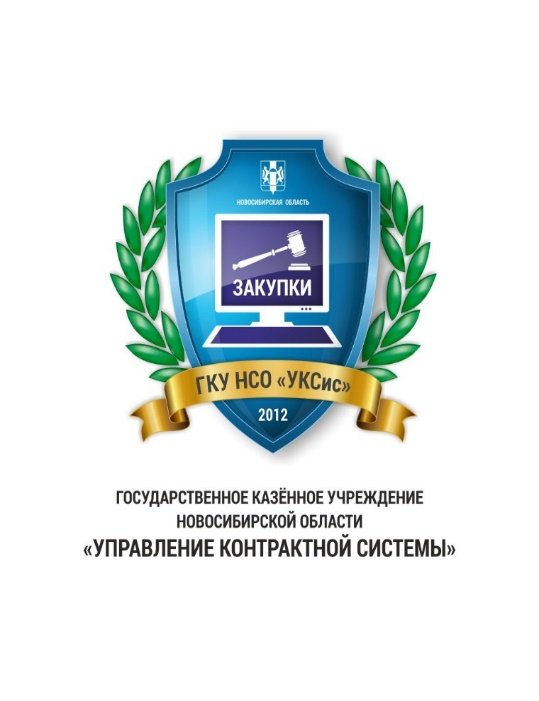 НОВОСИБИРСКАЯ ОБЛАСТЬ
ЗАКУПКИ
ГКУ НСО «УКСис»
2012
ГОСУДАРСТВЕННОЕ КАЗЁННОЕ УЧРЕЖДЕНИЕ
НОВОСИБИРСКОЙ ОБЛАСТИ
«УПРАВЛЕНИЕ КОНТРАКТНОЙ СИСТЕМЫ»